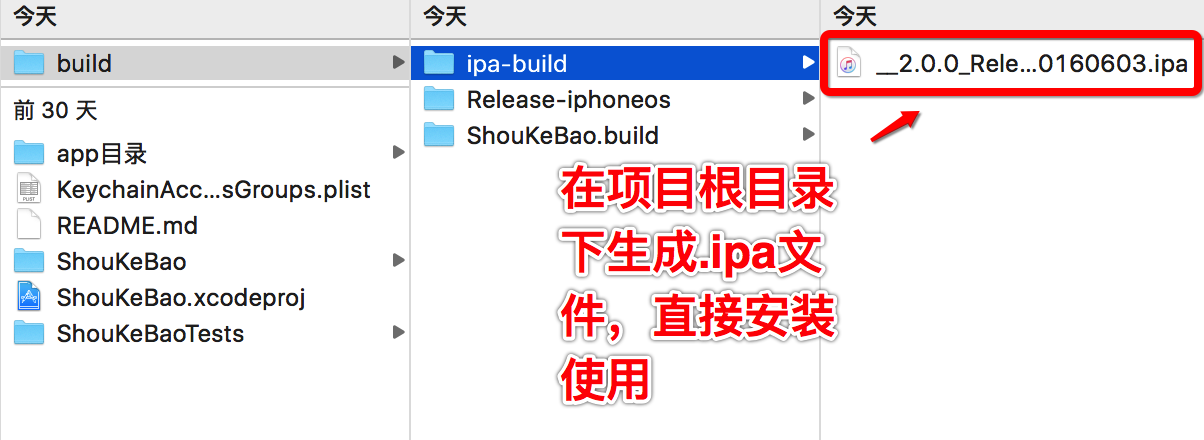 今天
build
前 30 天
app目录
KeychainAcc...sGroups.plist
README.md
ShouKeBao
ShouKeBao.xcodeproj
ShouKeBaoTests
今天
ipa-build
Release-iphoneos
ShouKeBao.build
在项目根目录
下生成.ipa文
件，直接安装
使用
今天
__2.0.0_Rele...0160603.ipa